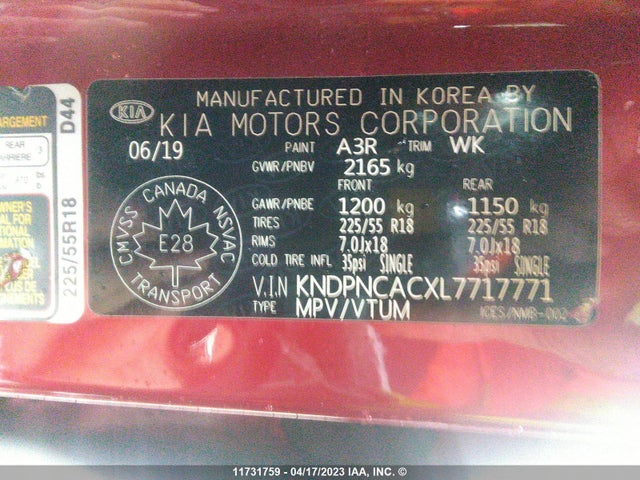 MANUFACTURED IN KOREA BY
KIA KIA MOTORS CORPORATION
06/19 PAINT A3R TRIM WK
GVWR/PNBV 2165 kg
FRONT REAR
GAWR/PNBE 1200 kg 1150 kg
TIRES 225/55 R18 225/55 R18
RIMS 7.0Jx18 7.0Jx18
COLD TIRE INFL 35psi SINGLE 35psi SINGLE
V.I.N KNDPNCACXL7717771
TYPE MPV/VTUM
ICES/NMB-002
CMVSS CANADA NSVAC
E28
TRANSPORT
D44
225/55R18
REAR 3
11731759 - 04/17/2023 IAA, INC. ©